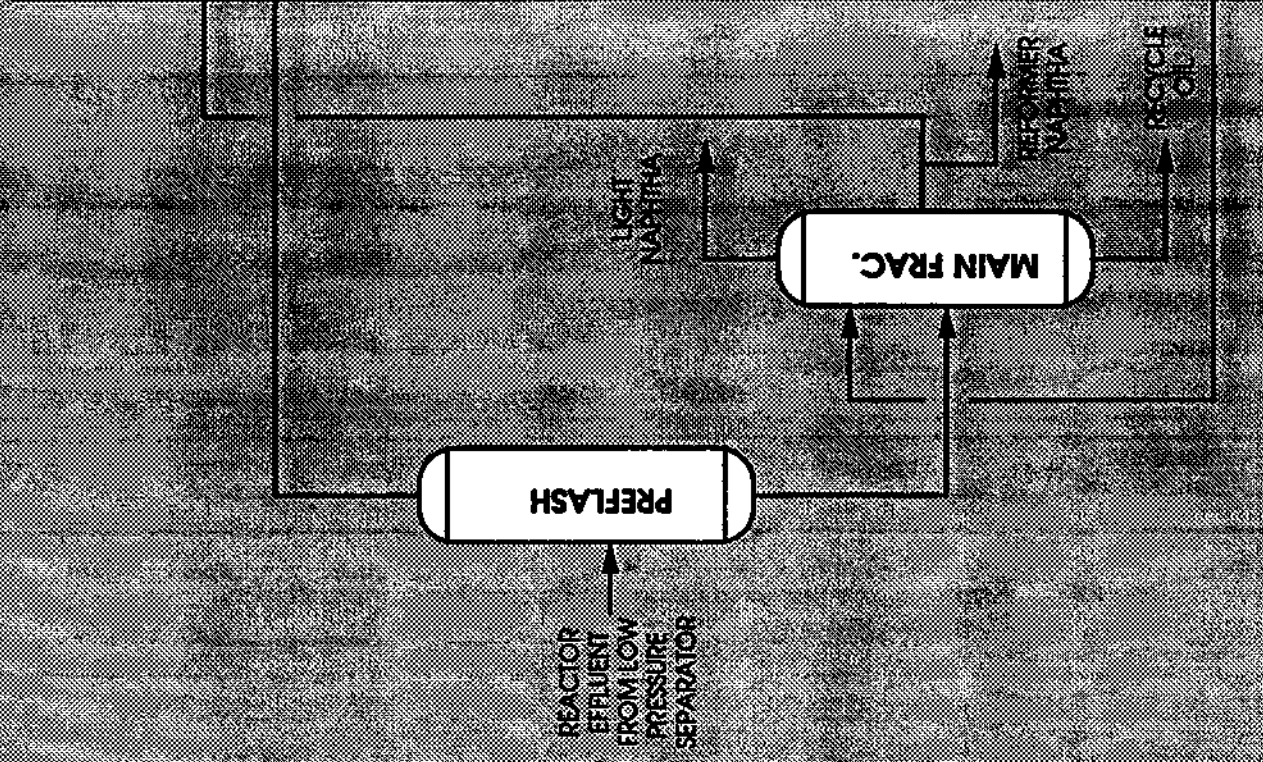 REACTOR
EFFLUENT
FROM LOW
PRESSURE
SEPARATOR
PREFLASH
LIGHT
NAPHTHA
MAIN FRAC.
REFORMER
NAPHTHA
RECYCLE
OIL